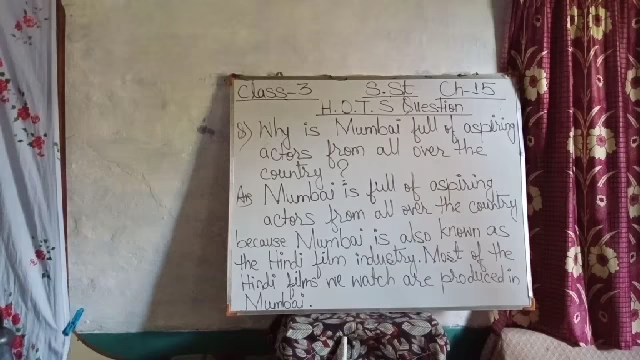 Class-3 S.St Ch-15
H.O.T.S Question
8) Why is Mumbai full of aspiring
actors from all over the
country?
Ans Mumbai is full of aspiring
actors from all over the country
because Mumbai is also known as
the Hindi film industry. Most of the
Hindi films we watch are produced in
Mumbai.